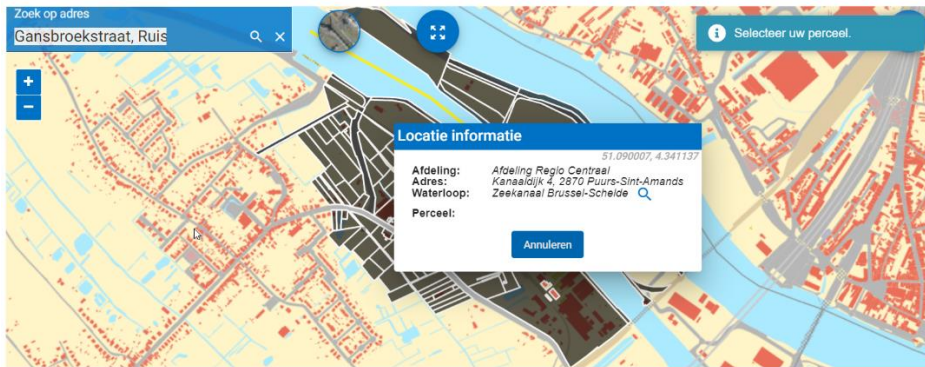 Zoek op adres
Gansbroekstraat, Ruis
Selecteer uw perceel.
+
−
Locatie informatie
51.090007, 4.341137
Afdeling: Afdeling Regio Centraal
Adres: Kanaaldijk 4, 2870 Puurs-Sint-Amands
Waterloop: Zeekanaal Brussel-Schelde
Perceel:
Annuleren